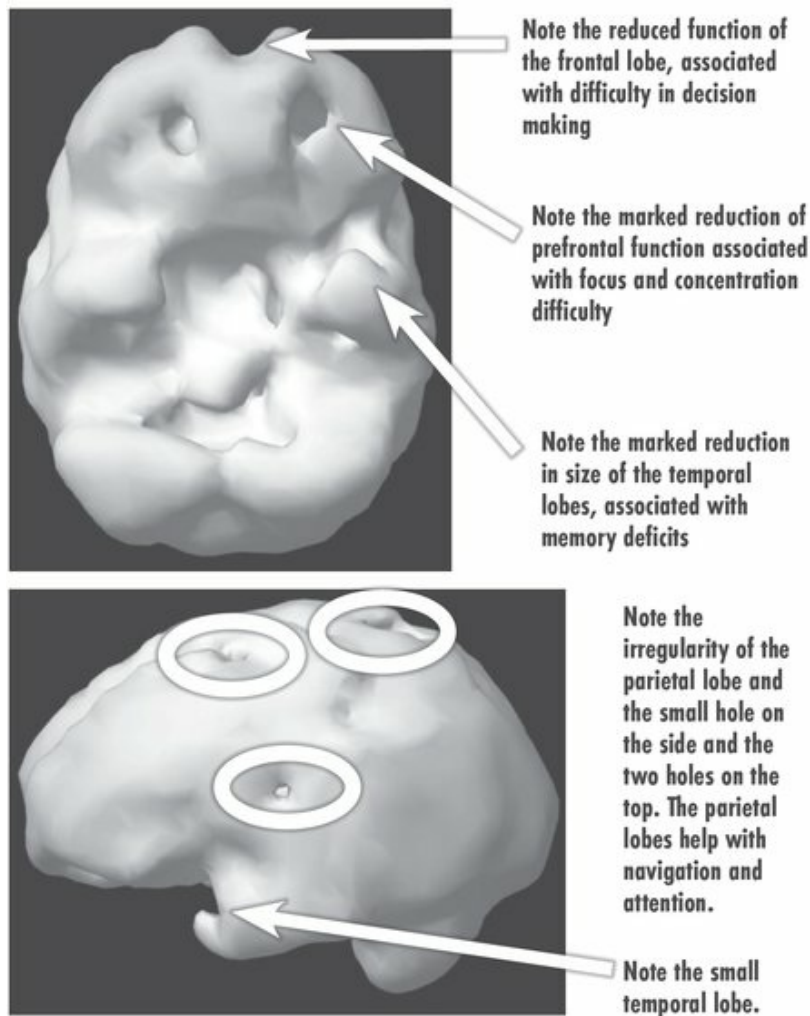 Note the reduced function of
the frontal lobe, associated
with difficulty in decision
making
Note the marked reduction of
prefrontal function associated
with focus and concentration
difficulty
Note the marked reduction
in size of the temporal
lobes, associated with
memory deficits
Note the
irregularity of the
parietal lobe and
the small hole on
the side and the
two holes on the
top. The parietal
lobes help with
navigation and
attention.
Note the small
temporal lobe.